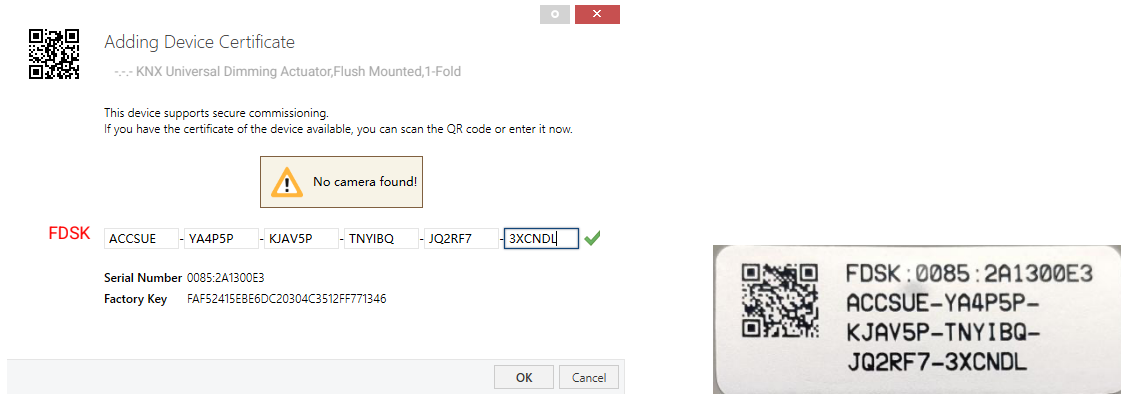 Adding Device Certificate
-.-.- KNX Universal Dimming Actuator,Flush Mounted,1-Fold
This device supports secure commissioning.
If you have the certificate of the device available, you can scan the QR code or enter it now.
No camera found!
FDSK ACCSUE - YA4P5P - KJAV5P - TNYIBQ - JQ2RF7 - 3XCNDL
Serial Number 0085:2A1300E3
Factory Key FAF52415EBE6DC20304C3512FF771346
OK Cancel
FDSK:0085:2A1300E3
ACCSUE-YA4P5P-
KJAV5P-TNYIBQ-
JQ2RF7-3XCNDL